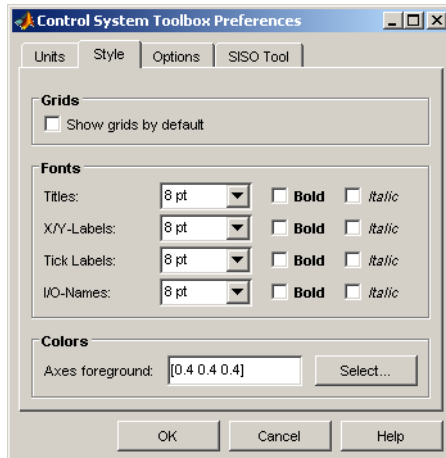 Control System Toolbox Preferences
Units Style Options SISO Tool
Grids
Show grids by default
Fonts
Titles: 8 pt Bold Italic
X/Y-Labels: 8 pt Bold Italic
Tick Labels: 8 pt Bold Italic
I/O-Names: 8 pt Bold Italic
Colors
Axes foreground: [0.4 0.4 0.4] Select...
OK Cancel Help